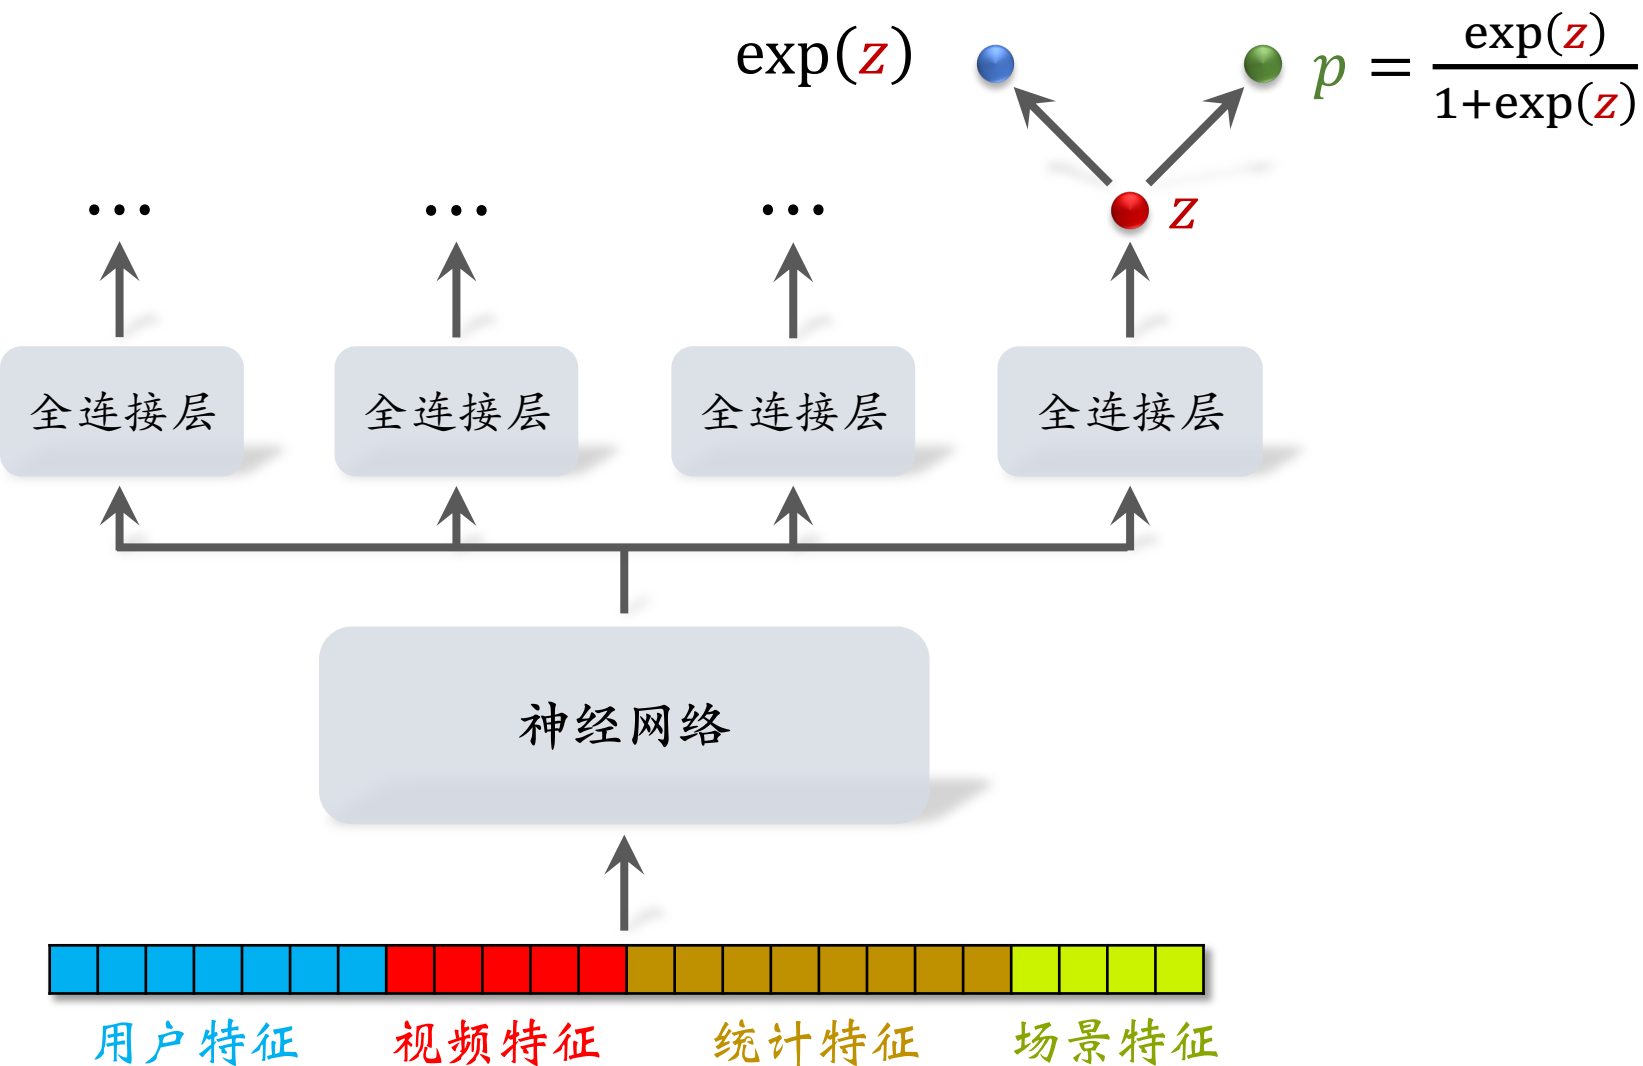 exp(z)
p = exp(z) / 1+exp(z)
... ... ... z
全连接层 全连接层 全连接层 全连接层
神经网络
用户特征 视频特征 统计特征 场景特征